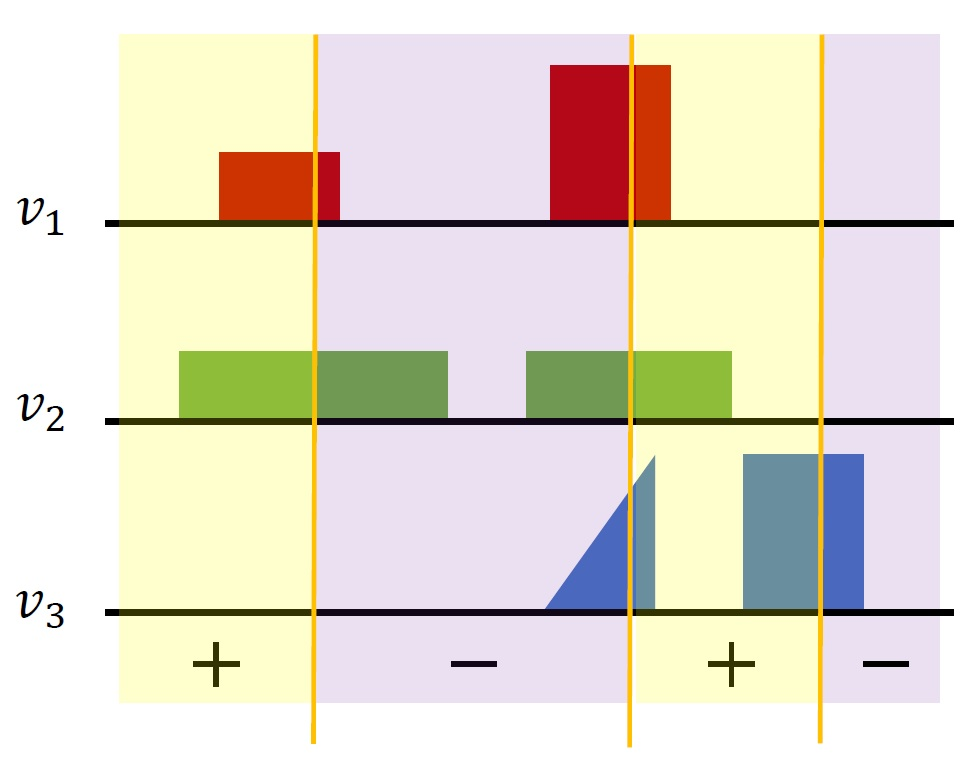 v₁
v₂
v₃
+ − + −